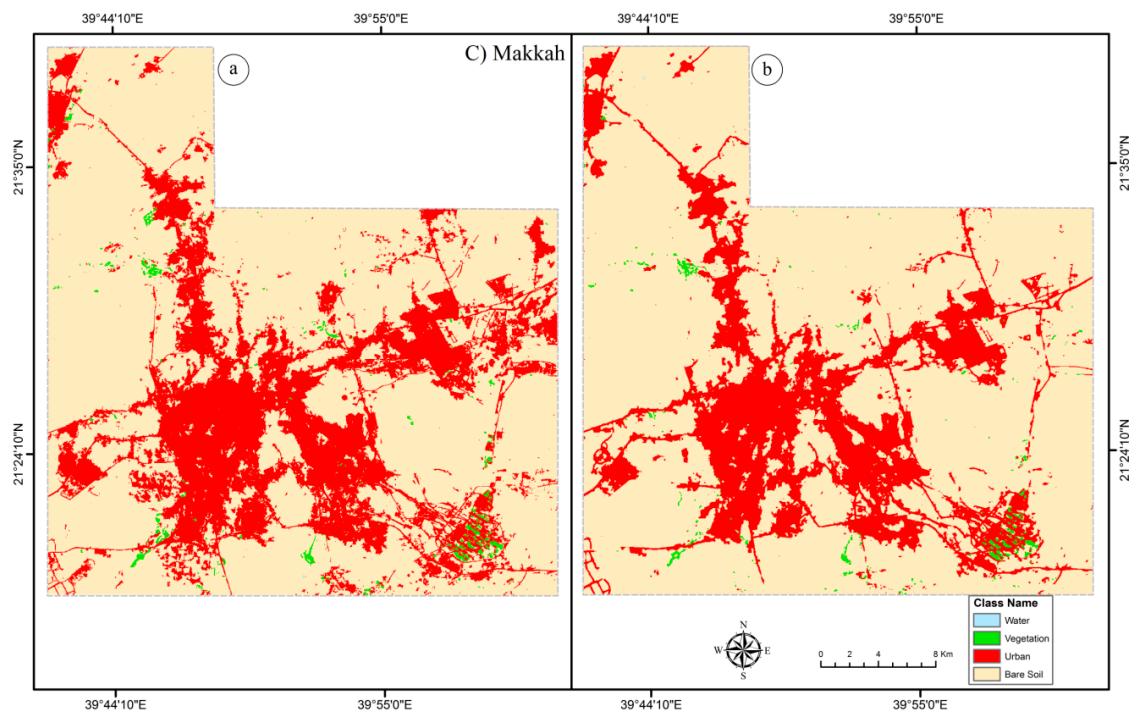 39°44'10"E
39°55'0"E
39°44'10"E
39°55'0"E
C) Makkah
a
b
21°35'0"N
21°35'0"N
21°24'10"N
21°24'10"N
Class Name
Water
Vegetation
Urban
Bare Soil
N
W
E
S
0 2 4 8 Km
39°44'10"E
39°55'0"E
39°44'10"E
39°55'0"E